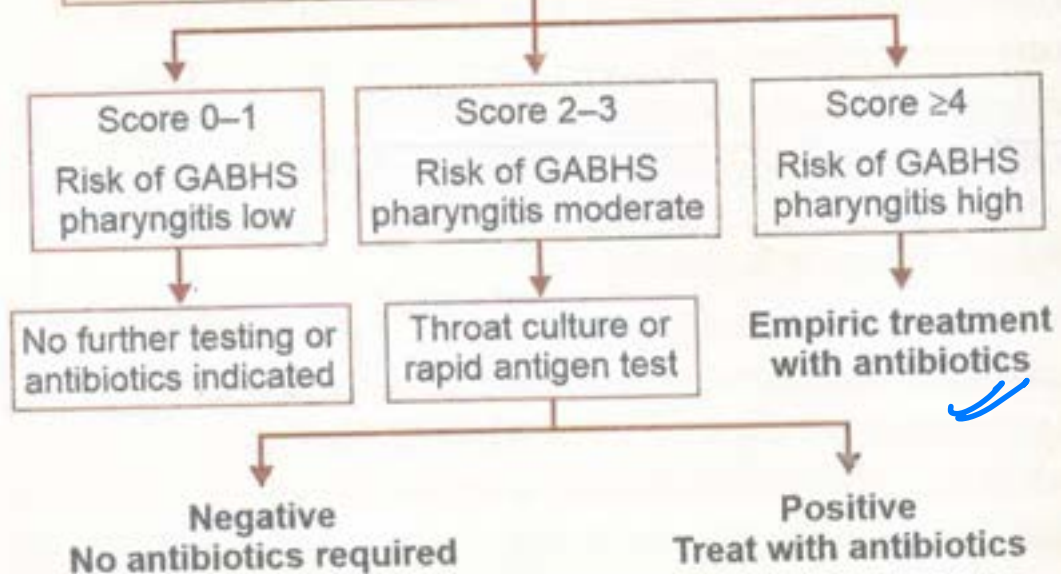 Score 0–1
Risk of GABHS
pharyngitis low
Score 2–3
Risk of GABHS
pharyngitis moderate
Score ≥4
Risk of GABHS
pharyngitis high
No further testing or
antibiotics indicated
Throat culture or
rapid antigen test
Empiric treatment
with antibiotics
Negative
No antibiotics required
Positive
Treat with antibiotics